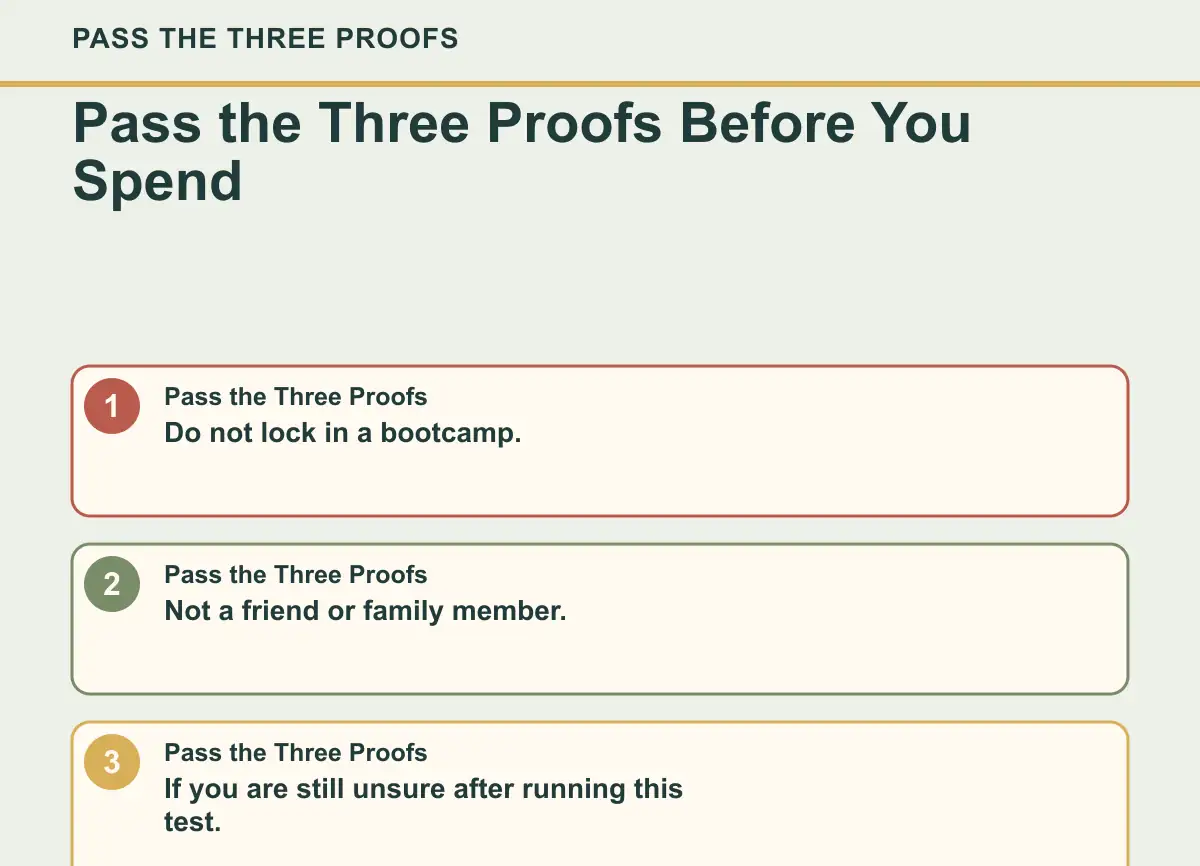 PASS THE THREE PROOFS
Pass the Three Proofs Before You
Spend
1
Pass the Three Proofs
Do not lock in a bootcamp.
2
Pass the Three Proofs
Not a friend or family member.
3
Pass the Three Proofs
If you are still unsure after running this
test.